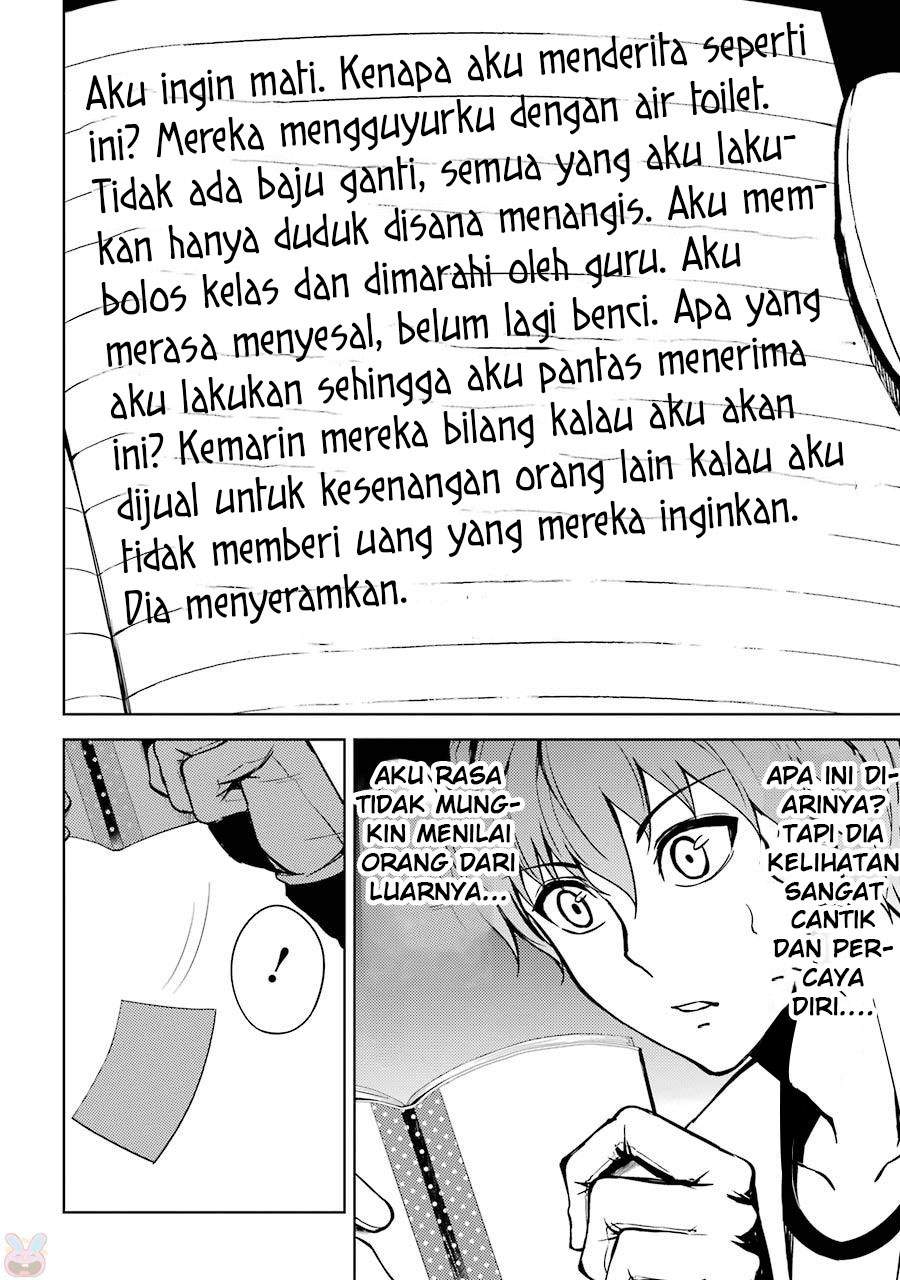 Aku ingin mati. Kenapa aku menderita seperti
ini? Mereka mengguyurku dengan air toilet.
Tidak ada baju ganti, semua yang aku laku-
kan hanya duduk disana menangis. Aku mem-
bolos kelas dan dimarahi oleh guru. Aku
merasa menyesal, belum lagi benci. Apa yang
aku lakukan sehingga aku pantas menerima
ini? Kemarin mereka bilang kalau aku akan
dijual untuk kesenangan orang lain kalau aku
tidak memberi uang yang mereka inginkan.
Dia menyeramkan.
APA INI DI-
ARINYA?
TAPI DIA
KELIHATAN
SANGAT
CANTIK
DAN PER-
- CAYA
DIRI....
AKU RASA
TIDAK MUNG-
KIN MENILAI
ORANG DARI
LUARNYA...
!